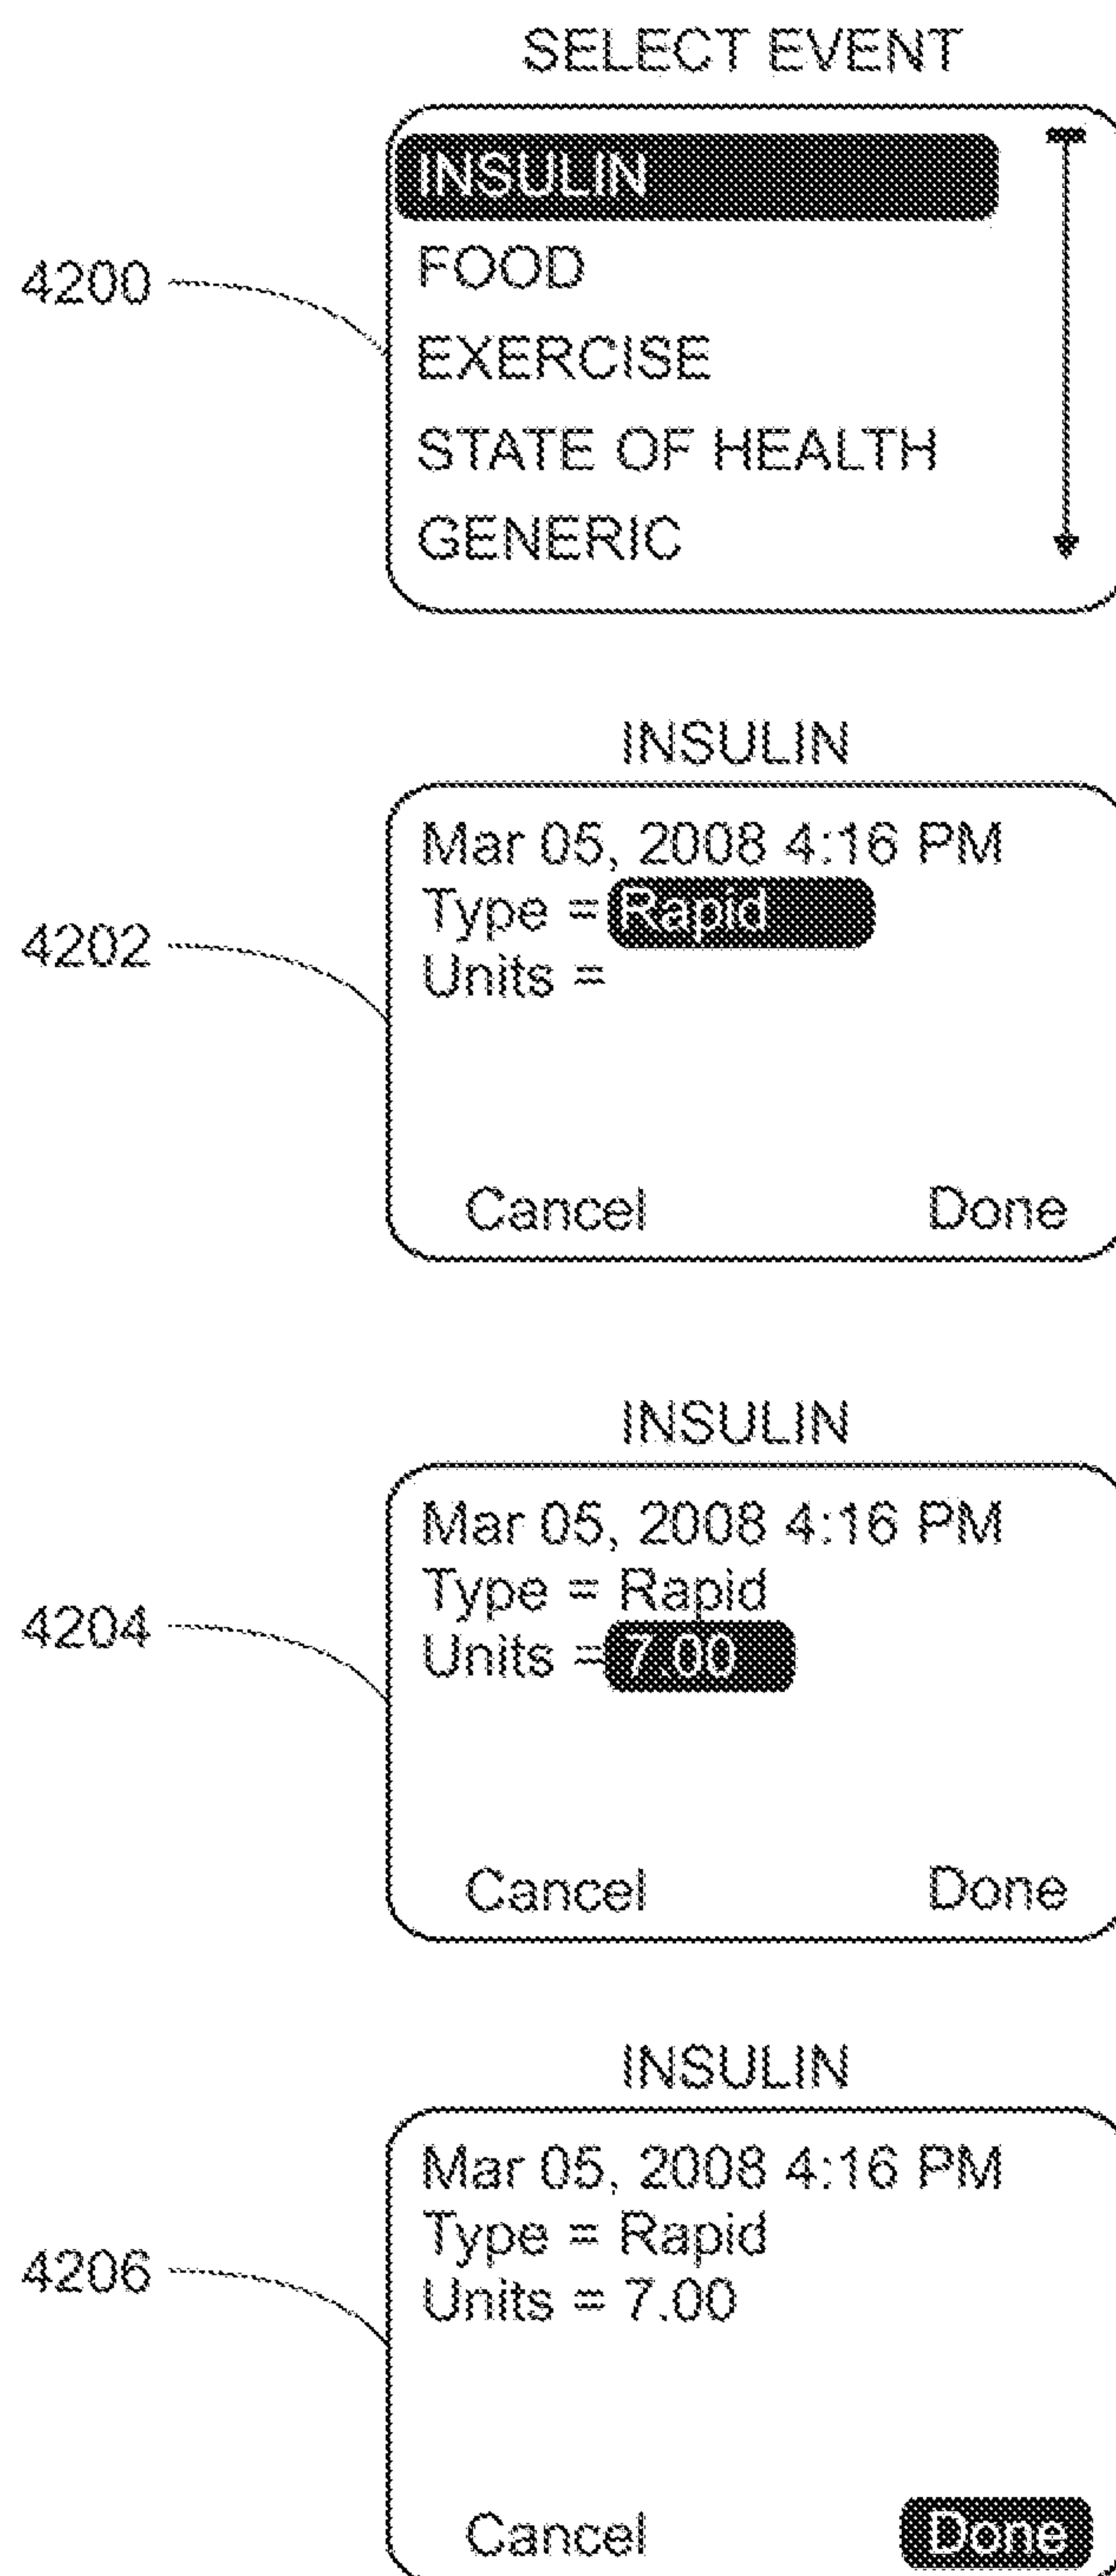 SELECT EVENT
INSULIN
FOOD
4200
EXERCISE
STATE OF HEALTH
GENERIC
INSULIN
Mar 05, 2008 4:16 PM
Type = Rapid
4202
Units =
Cancel Done
INSULIN
Mar 05, 2008 4:16 PM
Type = Rapid
4204
Units = 7.00
Cancel Done
INSULIN
Mar 05, 2008 4:16 PM
Type = Rapid
4206
Units = 7.00
Cancel Done